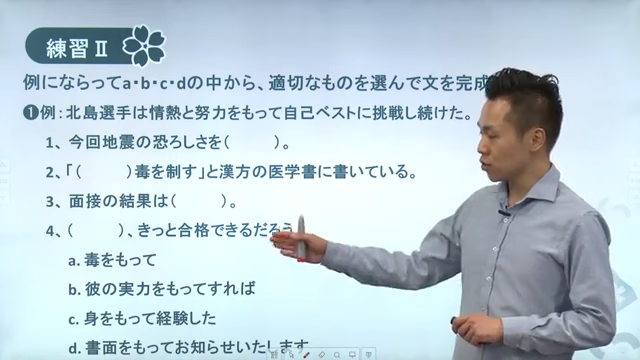 練習Ⅱ
例にならってa・b・c・dの中から、適切なものを選んで文を完成
❶例：北島選手は情熱と努力をもって自己ベストに挑戦し続けた。
1、今回地震の恐ろしさを（　　　）。
2、「（　　　）毒を制す」と漢方の医学書に書いている。
3、面接の結果は（　　　）。
4、（　　　）、きっと合格できるだろう
a. 毒をもって
b. 彼の実力をもってすれば
c. 身をもって経験した
d. 書面をもってお知らせいたします